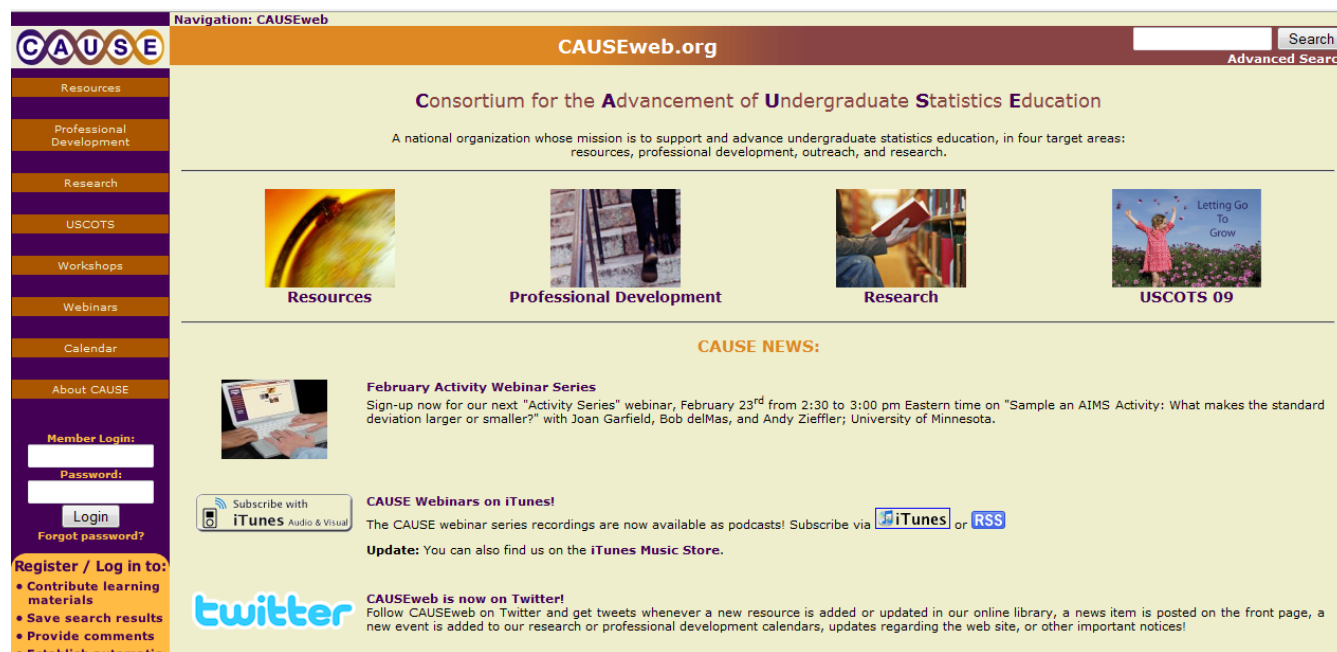 Navigation: CAUSEweb
CAUSE
CAUSEweb.org
Search
Advanced Searc
Resources
Professional
Development
Research
USCOTS
Workshops
Webinars
Calendar
About CAUSE
Member Login:
Password:
Login
Forgot password?
Register / Log in to:
• Contribute learning
materials
• Save search results
• Provide comments
Consortium for the Advancement of Undergraduate Statistics Education
A national organization whose mission is to support and advance undergraduate statistics education, in four target areas:
resources, professional development, outreach, and research.
Letting Go
To
Grow
Resources
Professional Development
Research
USCOTS 09
CAUSE NEWS:
February Activity Webinar Series
Sign-up now for our next "Activity Series" webinar, February 23rd from 2:30 to 3:00 pm Eastern time on "Sample an AIMS Activity: What makes the standard
deviation larger or smaller?" with Joan Garfield, Bob delMas, and Andy Zieffler; University of Minnesota.
Subscribe with
iTunes Audio & Visual
CAUSE Webinars on iTunes!
The CAUSE webinar series recordings are now available as podcasts! Subscribe via iTunes or RSS
Update: You can also find us on the iTunes Music Store.
twitter
CAUSEweb is now on Twitter!
Follow CAUSEweb on Twitter and get tweets whenever a new resource is added or updated in our online library, a news item is posted on the front page, a
new event is added to our research or professional development calendars, updates regarding the web site, or other important notices!